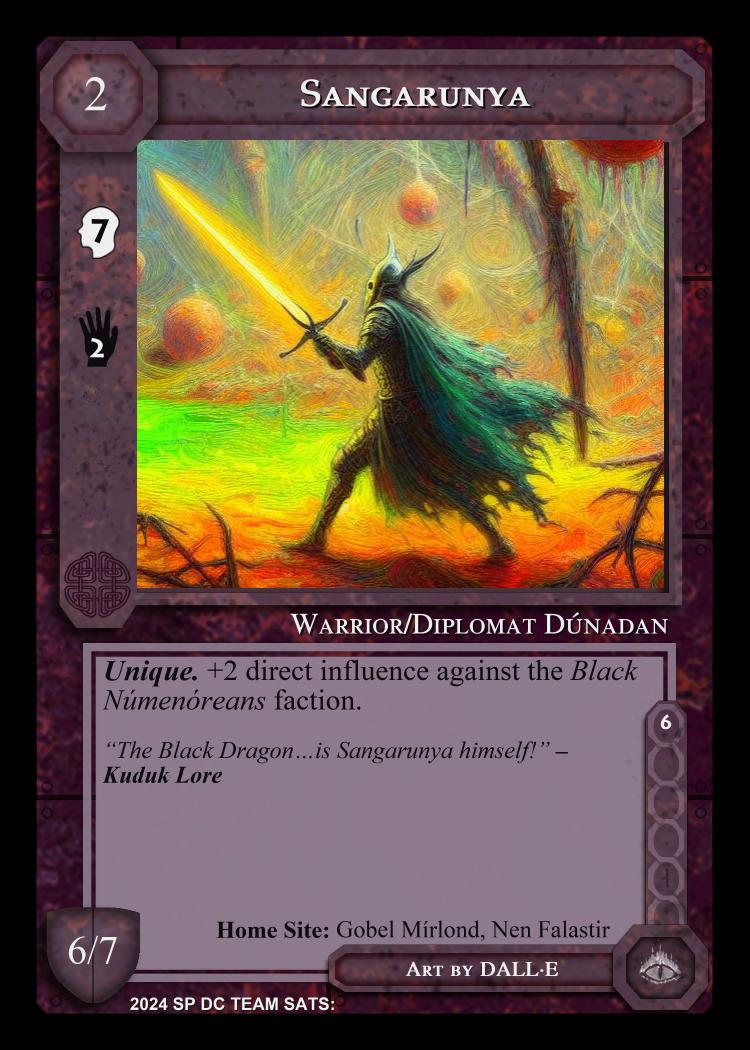 2
Sangarunya
7
2
Warrior/Diplomat Dúnadan
Unique. +2 direct influence against the Black
Númenóreans faction.
6
“The Black Dragon…is Sangarunya himself!” –
Kuduk Lore
Home Site: Gobel Mírlond, Nen Falastir
6/7
Art by DALL·E
2024 SP DC TEAM SATS: